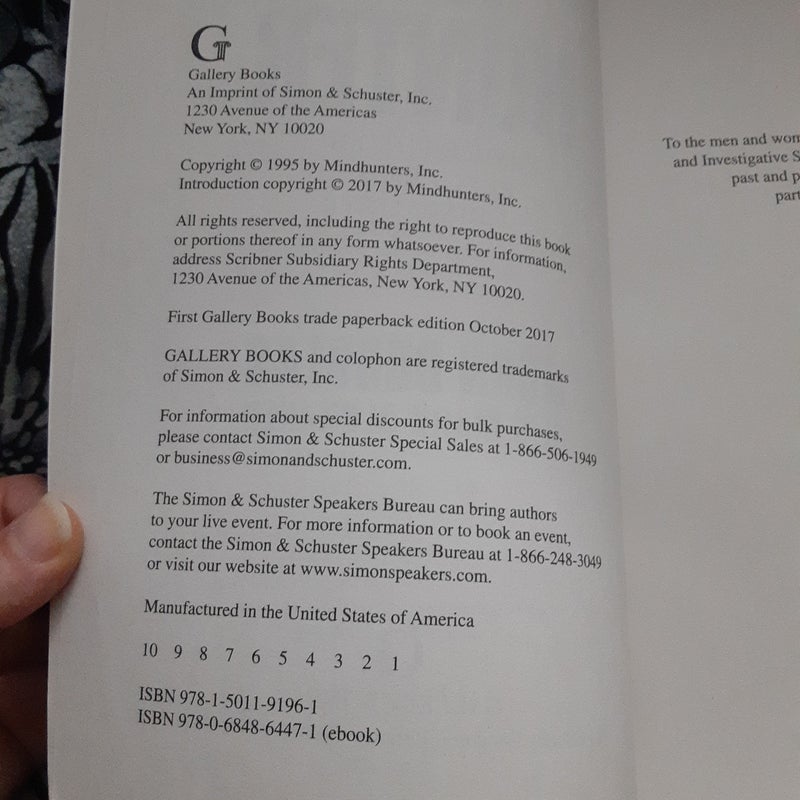 G
Gallery Books
An Imprint of Simon & Schuster, Inc.
1230 Avenue of the Americas
New York, NY 10020
Copyright © 1995 by Mindhunters, Inc.
Introduction copyright © 2017 by Mindhunters, Inc.
All rights reserved, including the right to reproduce this book
or portions thereof in any form whatsoever. For information,
address Scribner Subsidiary Rights Department,
1230 Avenue of the Americas, New York, NY 10020.
First Gallery Books trade paperback edition October 2017
GALLERY BOOKS and colophon are registered trademarks
of Simon & Schuster, Inc.
For information about special discounts for bulk purchases,
please contact Simon & Schuster Special Sales at 1-866-506-1949
or business@simonandschuster.com.
The Simon & Schuster Speakers Bureau can bring authors
to your live event. For more information or to book an event,
contact the Simon & Schuster Speakers Bureau at 1-866-248-3049
or visit our website at www.simonspeakers.com.
Manufactured in the United States of America
10 9 8 7 6 5 4 3 2 1
ISBN 978-1-5011-9196-1
ISBN 978-0-6848-6447-1 (ebook)
To the men and wom
and Investigative S
past and p
part